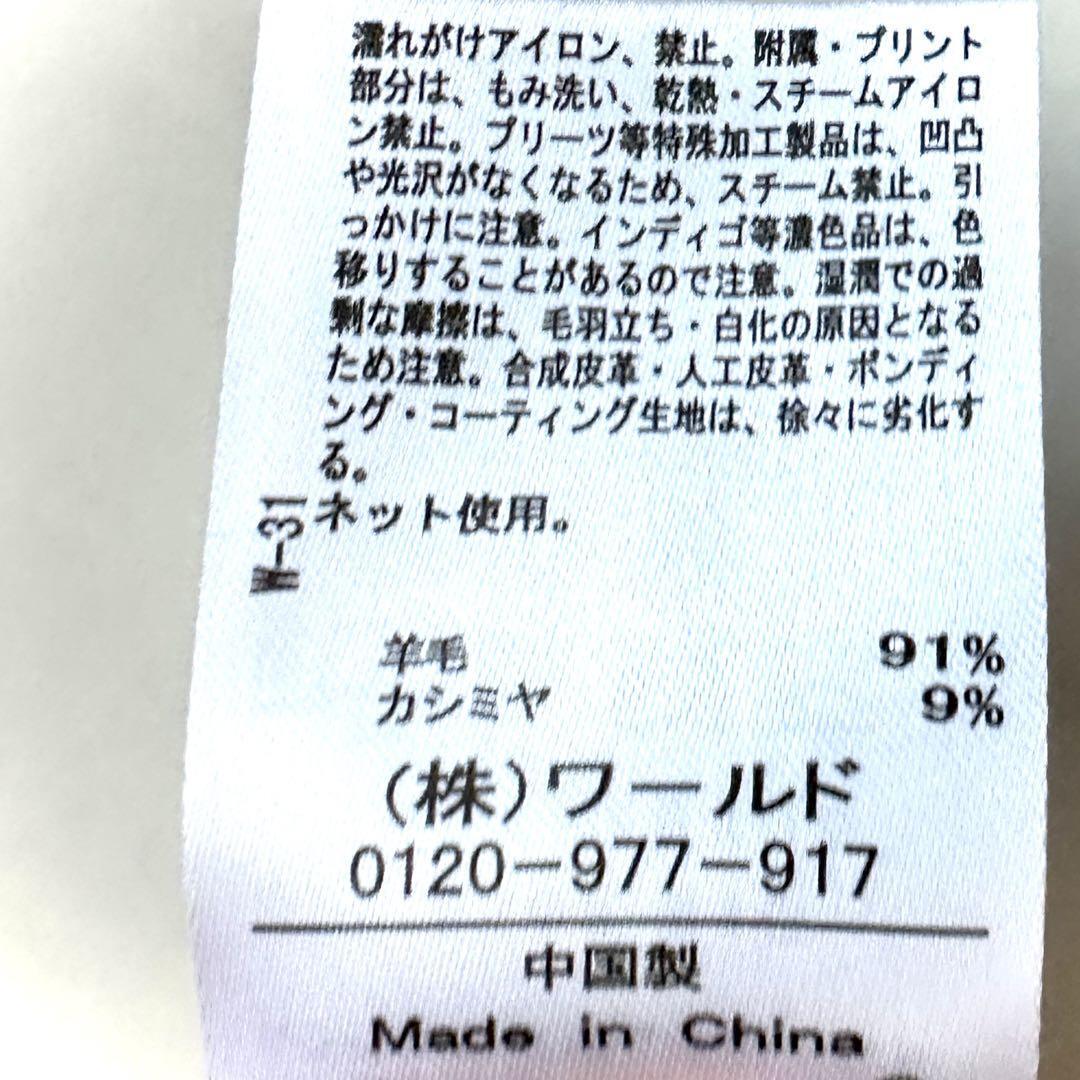 濡れがけアイロン、禁止。附属・プリント
部分は、もみ洗い、乾熱・スチームアイロ
ン禁止。プリーツ等特殊加工製品は、凹凸
や光沢がなくなるため、スチーム禁止。引
っかけに注意。インディゴ等濃色品は、色
移りすることがあるので注意。湿潤での過
剰な摩擦は、毛羽立ち・白化の原因となる
ため注意。合成皮革・人工皮革・ボンディ
ング・コーティング生地は、徐々に劣化す
る。
ネット使用。
W-31
羊毛 91%
カシミヤ 9%
(株)ワールド
0120-977-917
中国製
Made in China